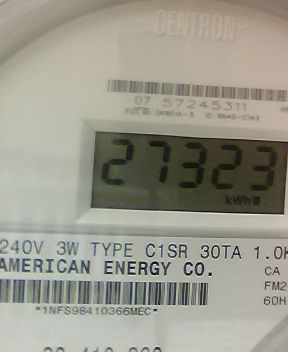 CENTRON®
07 57245311
27323
kWh
240V 3W TYPE C1SR 30TA 1.0K
AMERICAN ENERGY CO.
CA
FM2
60H
*1NFS98410366MEC*